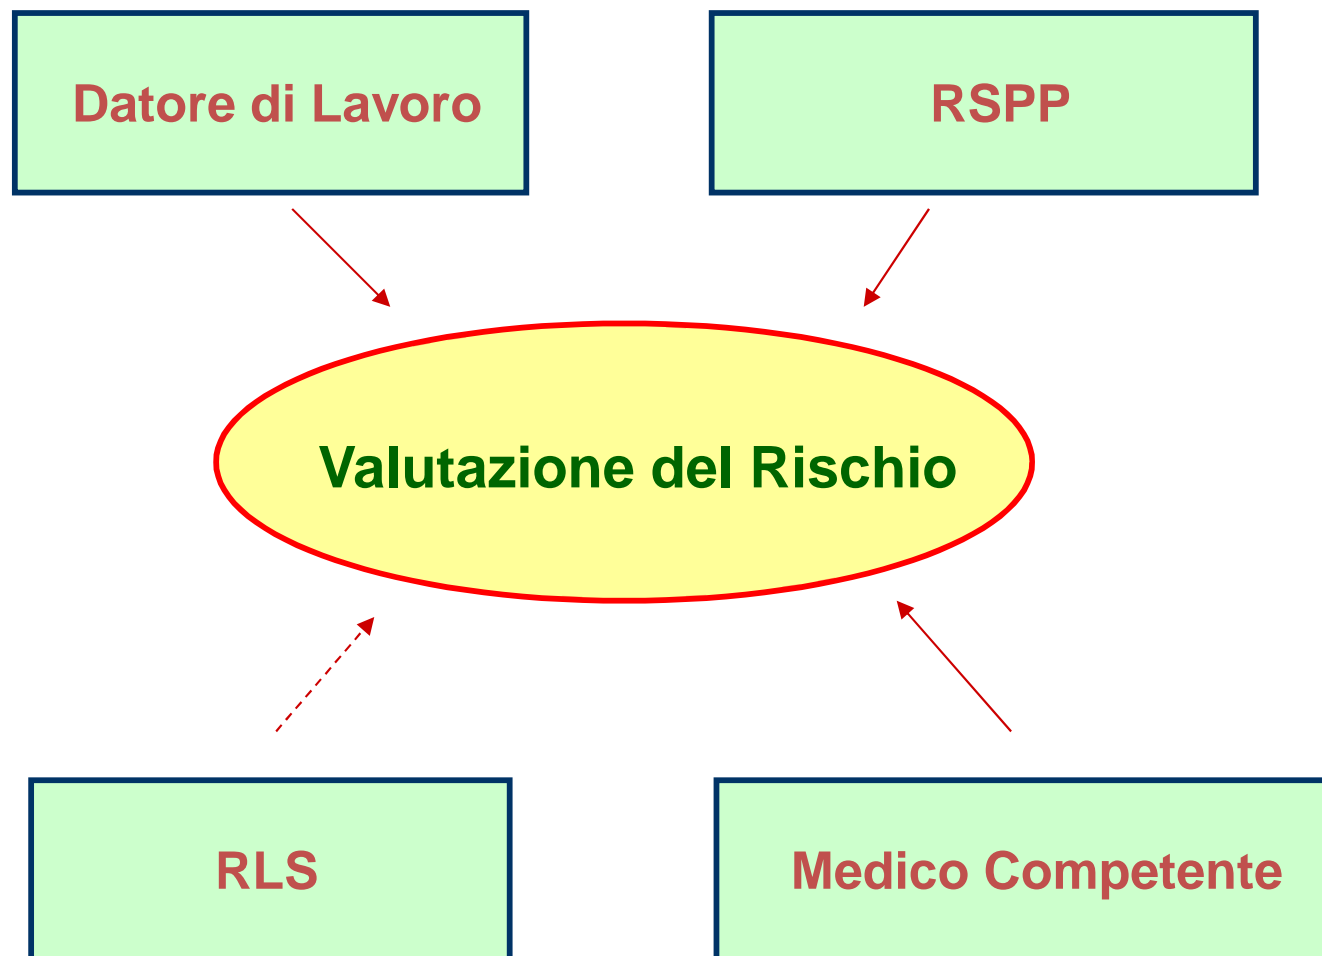 Datore di Lavoro
RSPP
Valutazione del Rischio
RLS
Medico Competente